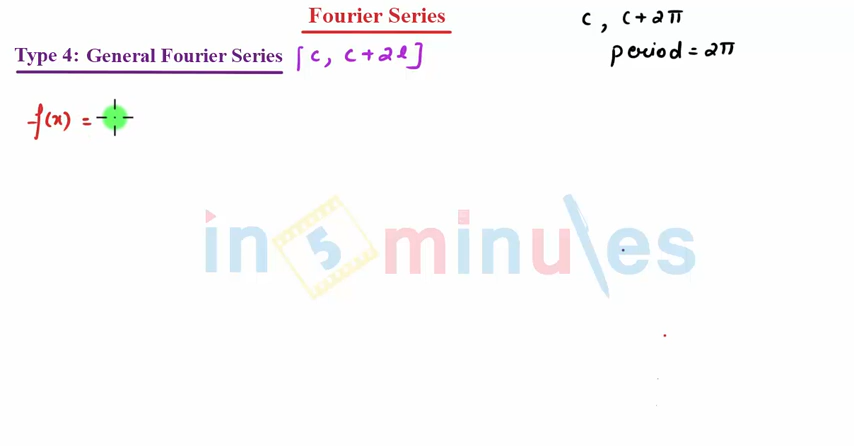 Fourier Series
c, c+2π
Type 4: General Fourier Series [c, c+2l]
period = 2π
f(x) =
in 5 minutes